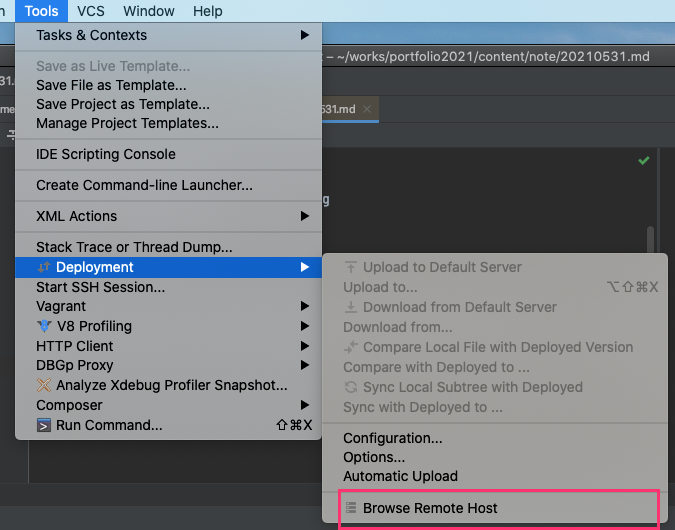 Tools VCS Window Help
– ~/works/portfolio2021/content/note/20210531.md
531.md
Tasks & Contexts
Save as Live Template...
Save File as Template...
Save Project as Template...
Manage Project Templates...
IDE Scripting Console
Create Command-line Launcher...
XML Actions
Stack Trace or Thread Dump...
Deployment
Start SSH Session...
Vagrant
V8 Profiling
HTTP Client
DBGp Proxy
Analyze Xdebug Profiler Snapshot...
Composer
Run Command... ⇧⌘X
Upload to Default Server
Upload to... ⌥⇧⌘X
Download from Default Server
Download from...
Compare Local File with Deployed Version
Compare with Deployed to ...
Sync Local Subtree with Deployed
Sync with Deployed to ...
Configuration...
Options...
Automatic Upload
Browse Remote Host